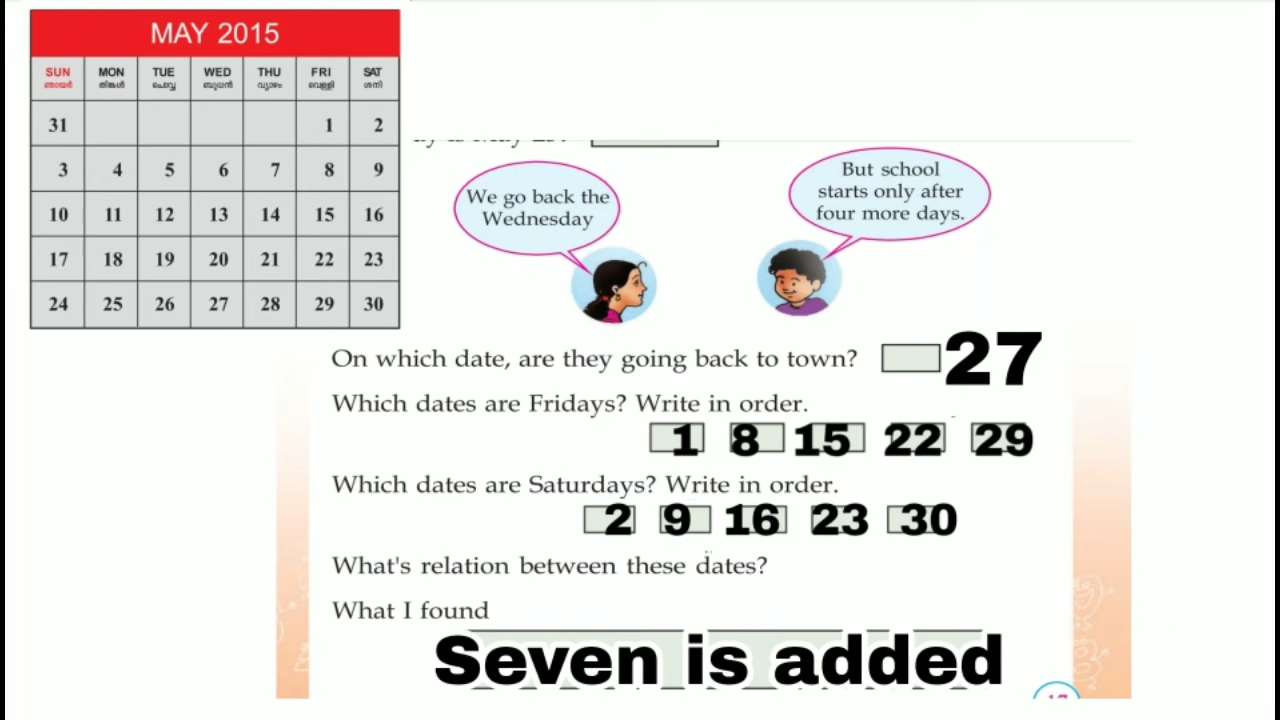 MAY 2015
SUN MON TUE WED THU FRI SAT
ഞായർ തിങ്കൾ ചൊവ്വ ബുധൻ വ്യാഴം വെള്ളി ശനി
31 1 2
3 4 5 6 7 8 9
10 11 12 13 14 15 16
17 18 19 20 21 22 23
24 25 26 27 28 29 30
We go back the
Wednesday
But school
starts only after
four more days.
On which date, are they going back to town? 27
Which dates are Fridays? Write in order.
1 8 15 22 29
Which dates are Saturdays? Write in order.
2 9 16 23 30
What's relation between these dates?
What I found
Seven is added